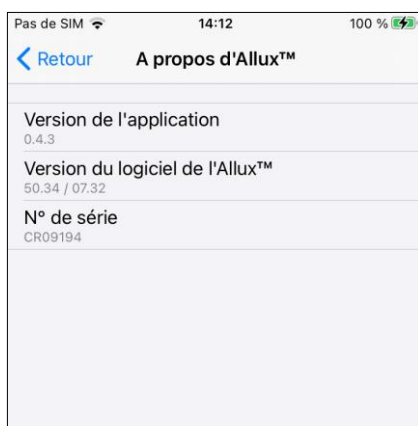 Pas de SIM 14:12 100 %
Retour A propos d'Allux™
Version de l'application
0.4.3
Version du logiciel de l'Allux™
50.34 / 07.32
N° de série
CR09194